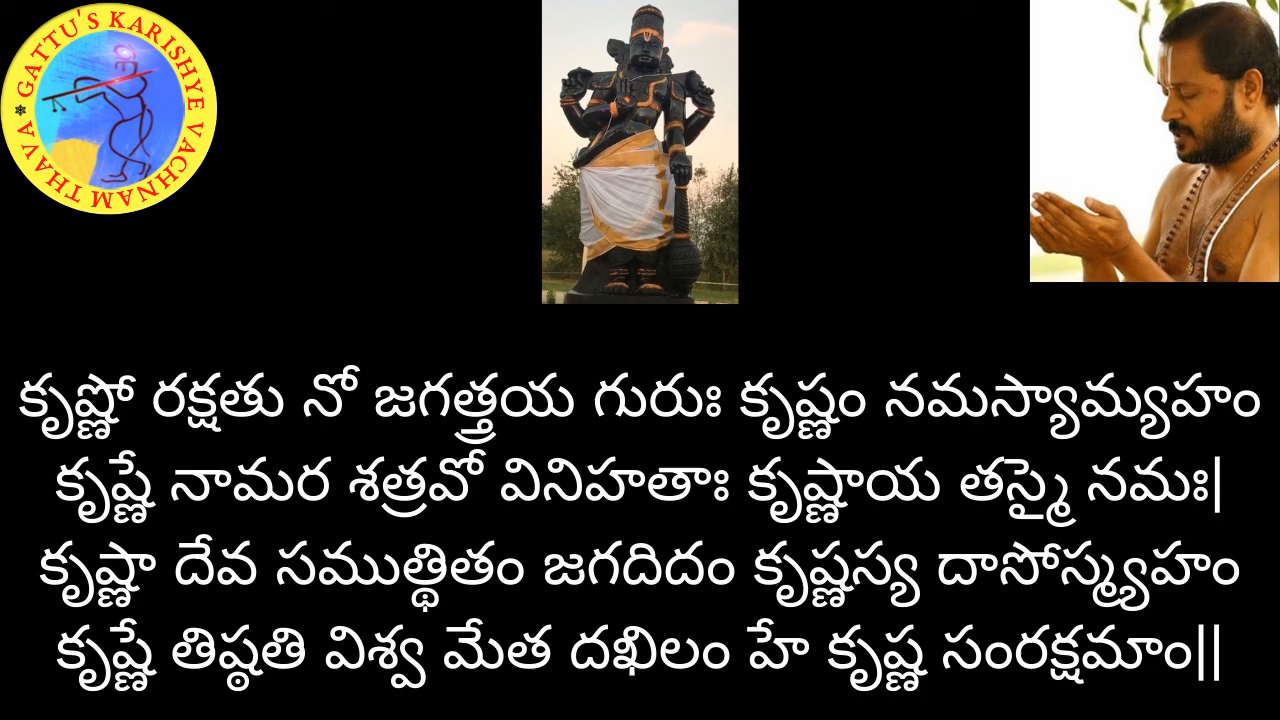 GATTU'S KARISHYE VACHNAM THAVA
కృష్ణో రక్షతు నో జగత్త్రయ గురుః కృష్ణం నమస్యామ్యహం
కృష్ణే నామర శత్రవో వినిహతాః కృష్ణాయ తస్మై నమః|
కృష్ణా దేవ సముత్థితం జగదిదం కృష్ణస్య దాసోస్మ్యహం
కృష్ణే తిష్ఠతి విశ్వ మేత దఖిలం హే కృష్ణ సంరక్షమాం||